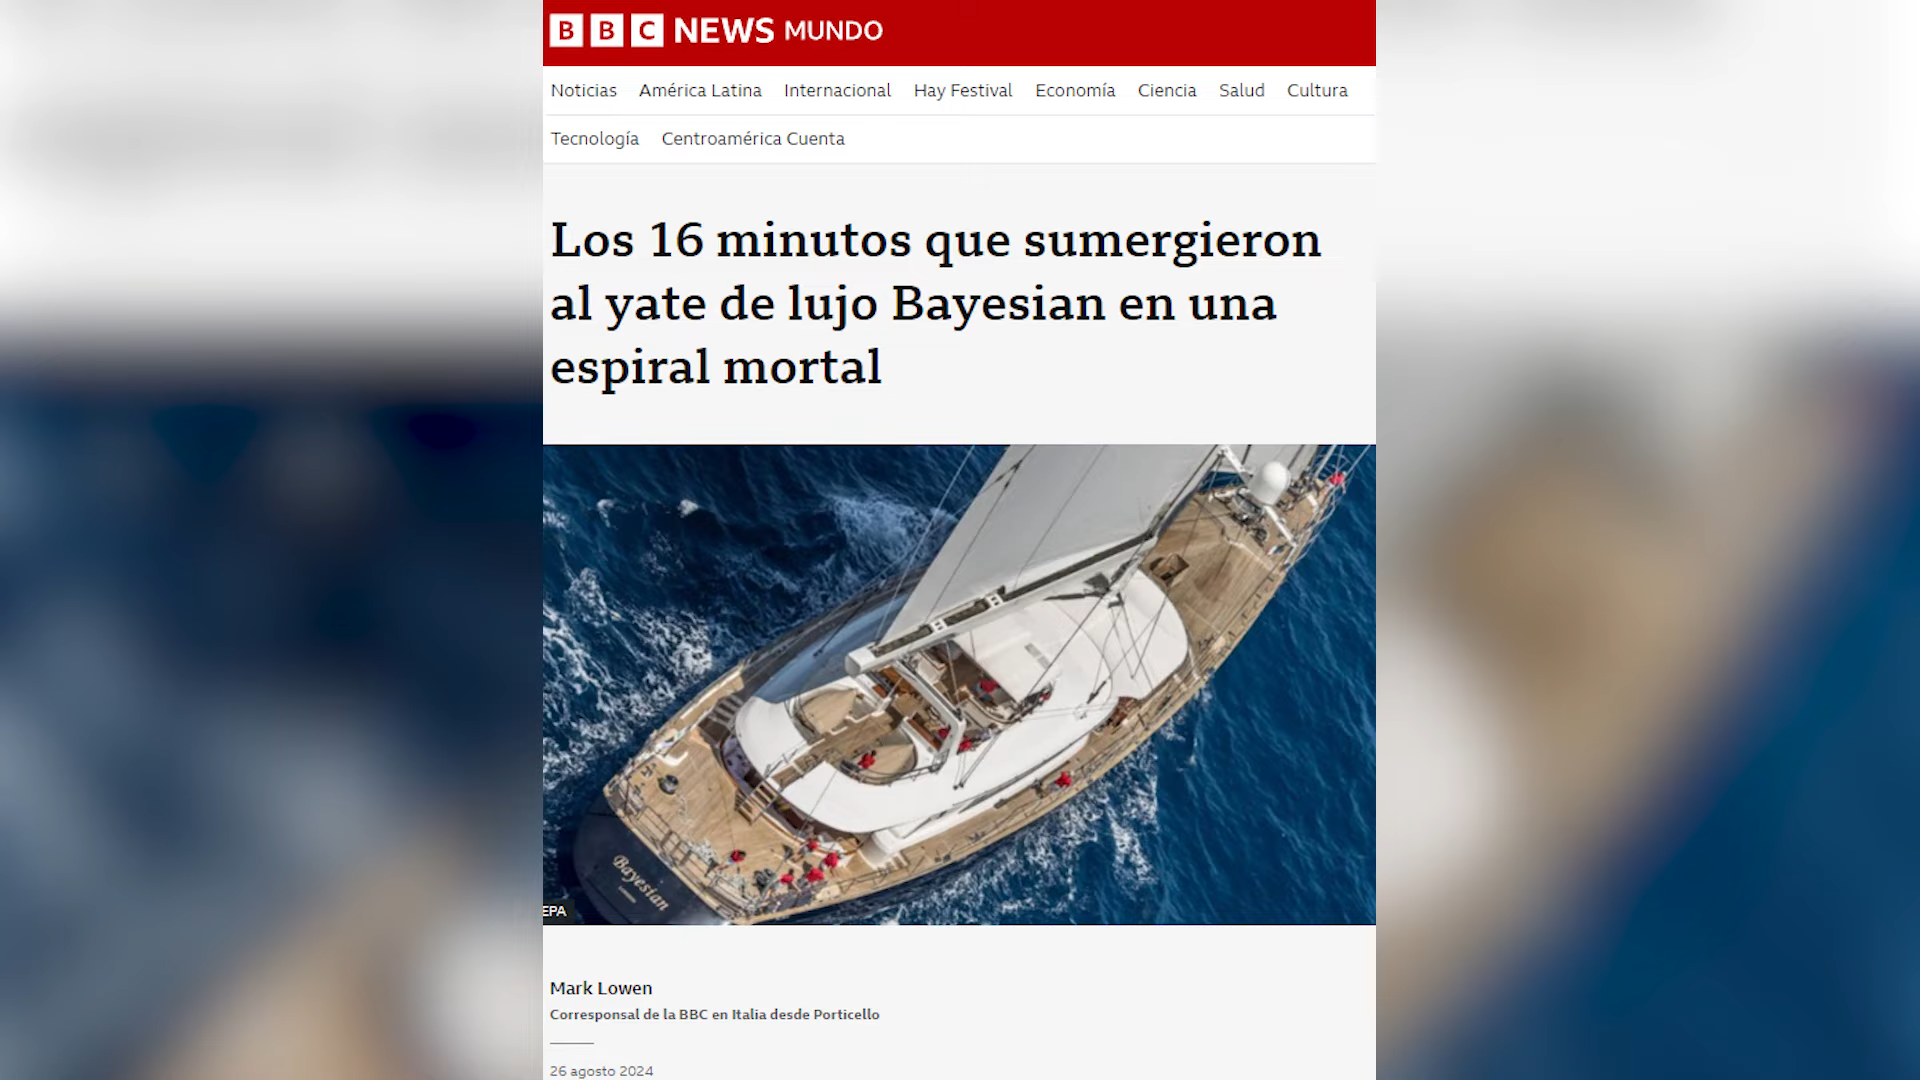 BBC NEWS MUNDO
Noticias América Latina Internacional Hay Festival Economía Ciencia Salud Cultura
Tecnología Centroamérica Cuenta
Los 16 minutos que sumergieron
al yate de lujo Bayesian en una
espiral mortal
Bayesian
EPA
Mark Lowen
Corresponsal de la BBC en Italia desde Porticello
26 agosto 2024